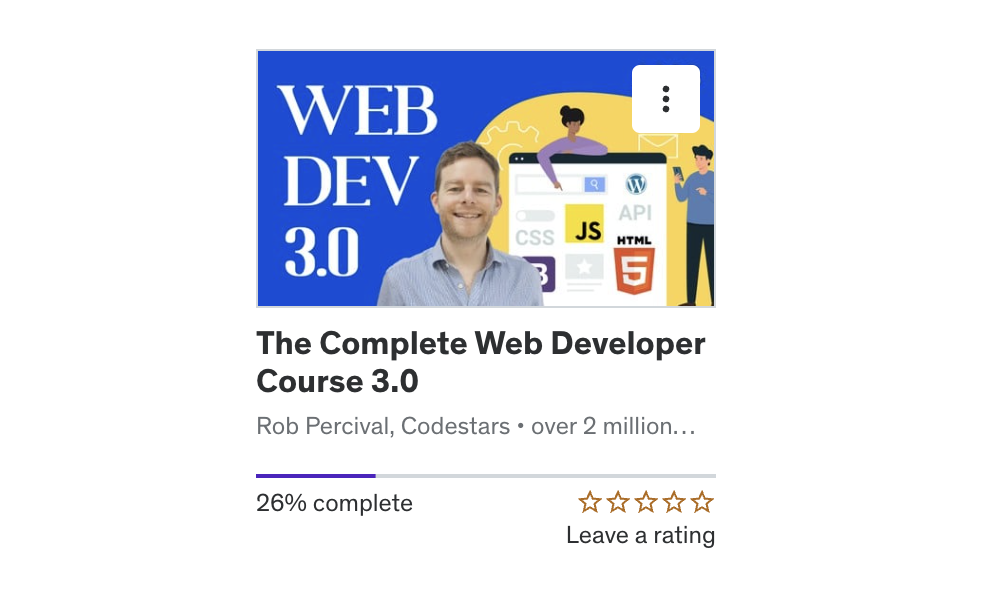 WEB
DEV
3.0
API
CSS
JS
HTML
5
B
The Complete Web Developer
Course 3.0
Rob Percival, Codestars • over 2 million…
26% complete
Leave a rating